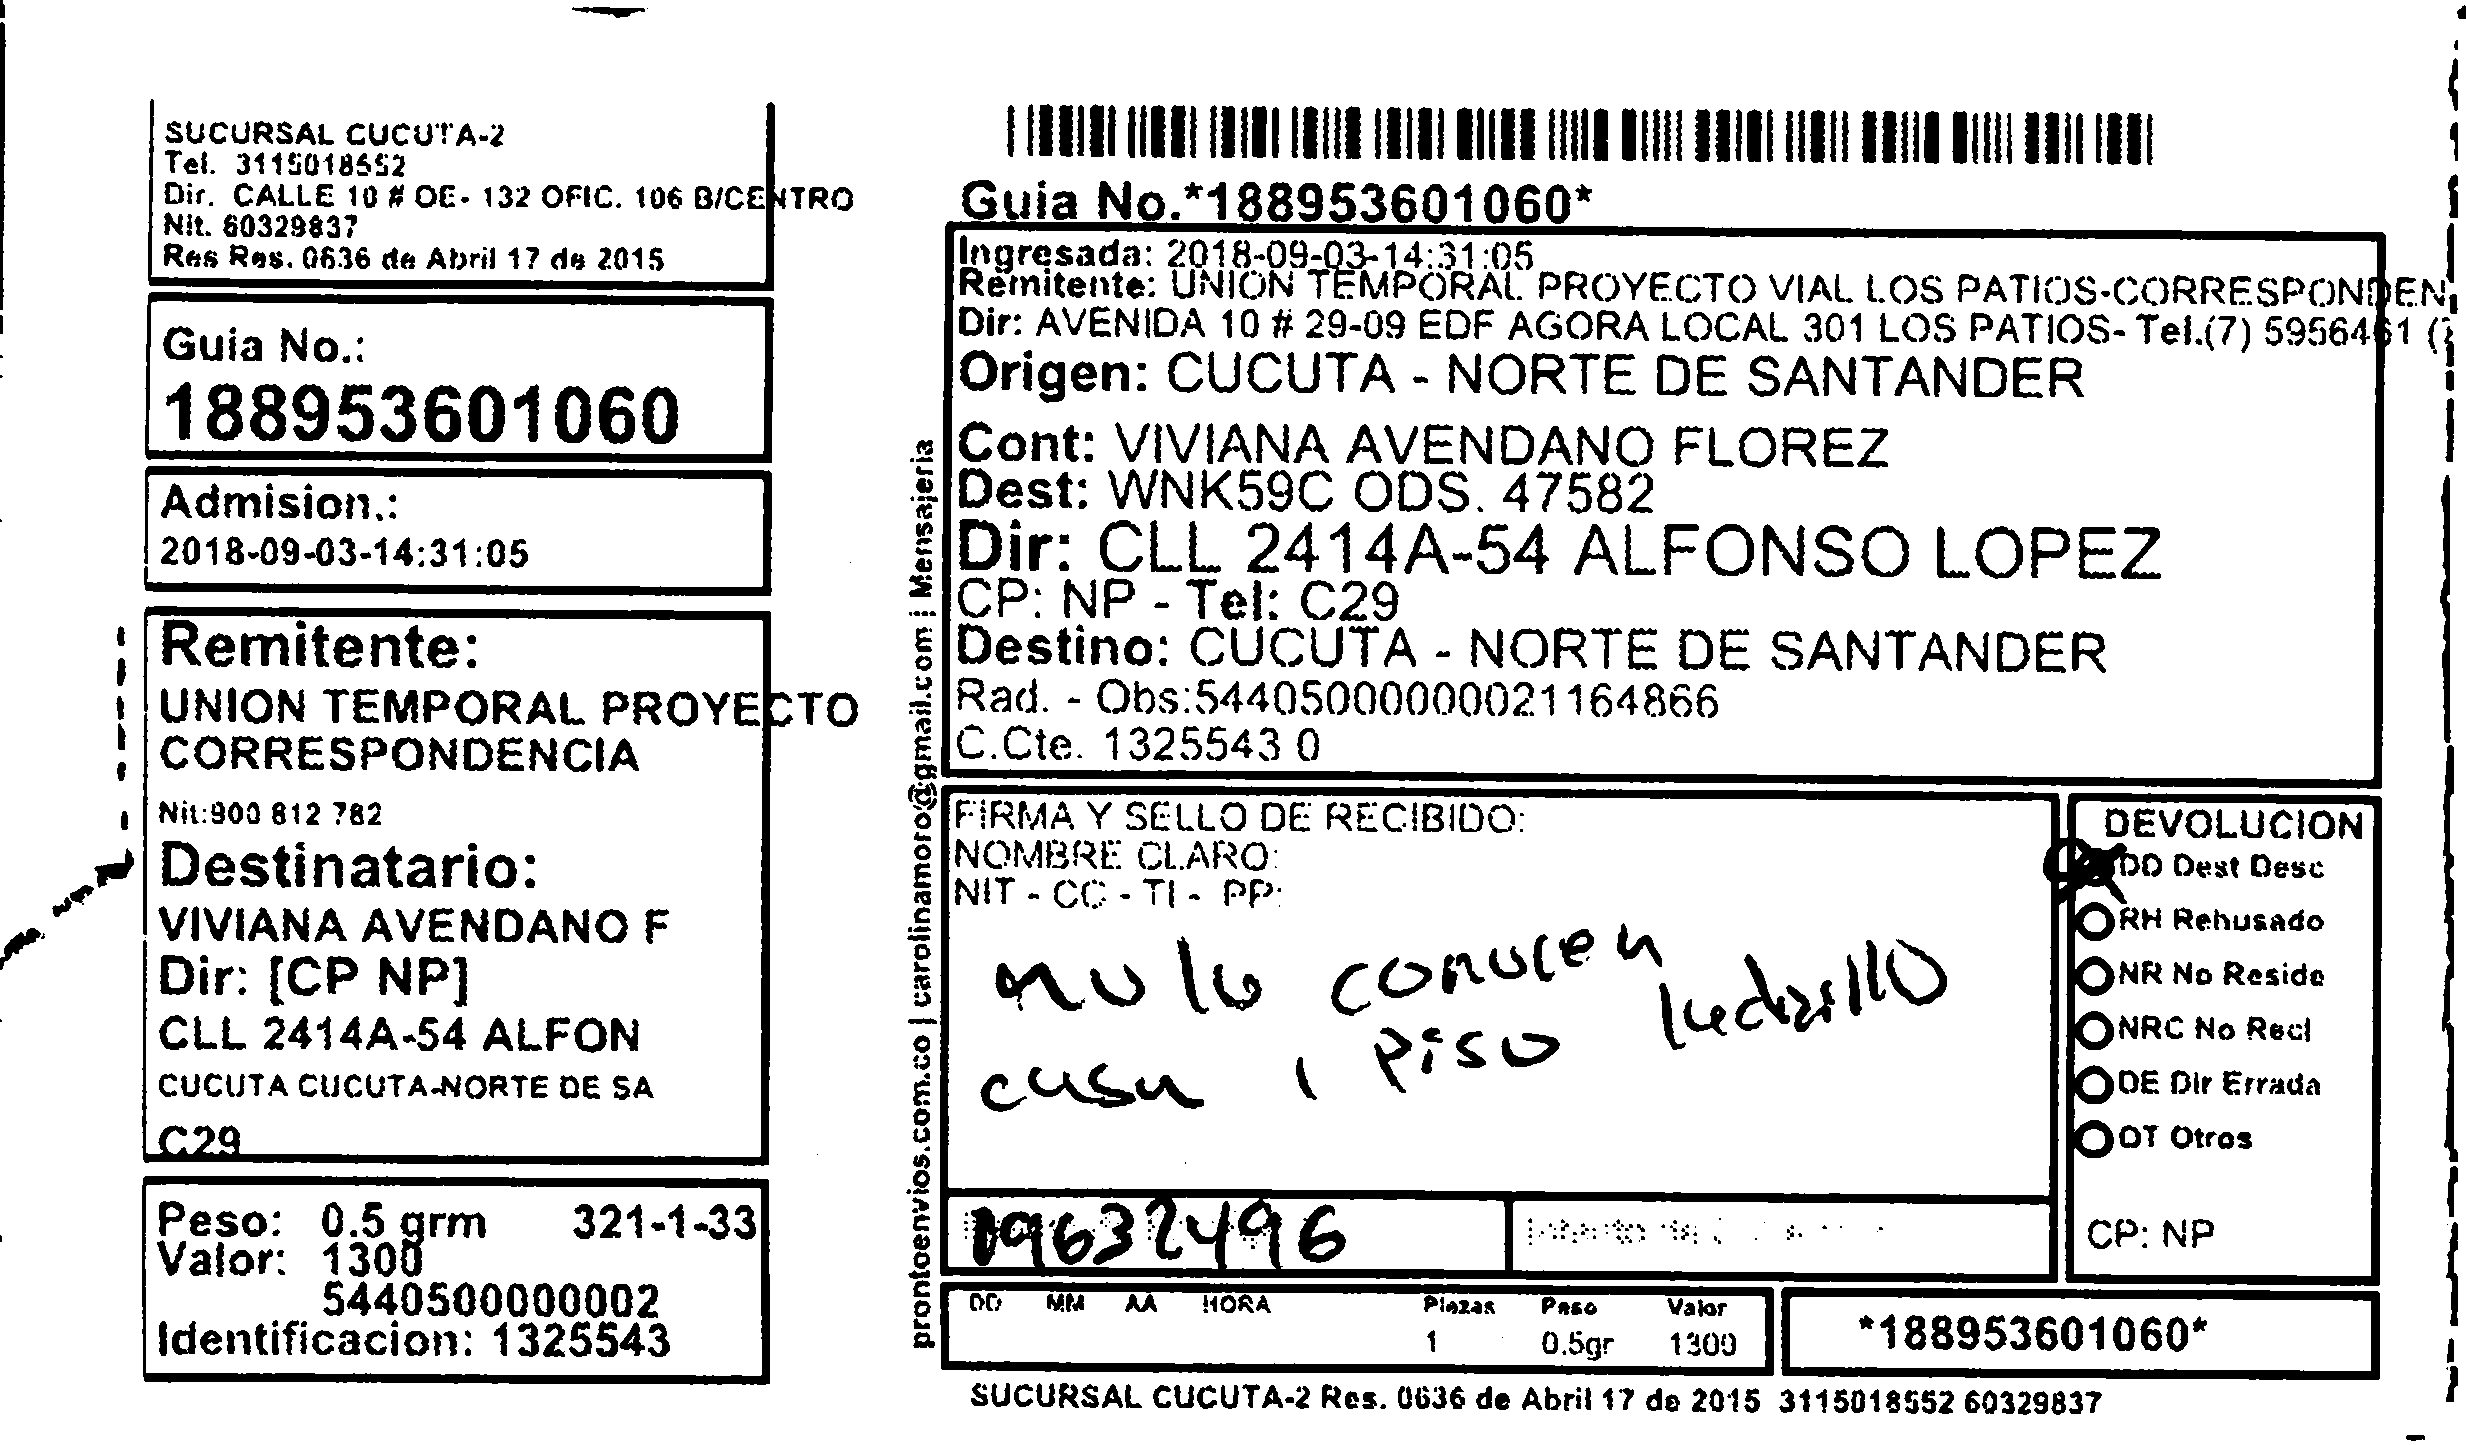 SUCURSAL CUCUTA-2
Tel. 3115018552
Dir. CALLE 10 # OE- 132 OFIC. 106 B/CENTRO
Nit. 60329837
Res Res. 0636 de Abril 17 de 2015
Guia No.:
188953601060
Admision.:
2018-09-03-14:31:05
Remitente:
UNION TEMPORAL PROYECTO
CORRESPONDENCIA
Nit:900 812 782
Destinatario:
VIVIANA AVENDANO F
Dir: [CP NP]
CLL 2414A-54 ALFON
CUCUTA CUCUTA-NORTE DE SA
C29
Peso: 0.5 grm 321-1-33
Valor: 1300
5440500000002
Identificacion: 1325543
prontoenvios.com.co | carolinamoro@gmail.com | Mensajeria
Guia No.*188953601060*
Ingresada: 2018-09-03-14:31:05
Remitente: UNION TEMPORAL PROYECTO VIAL LOS PATIOS-CORRESPONDEN
Dir: AVENIDA 10 # 29-09 EDF AGORA LOCAL 301 LOS PATIOS- Tel.(7) 5956461 (
Origen: CUCUTA - NORTE DE SANTANDER
Cont: VIVIANA AVENDANO FLOREZ
Dest: WNK59C ODS. 47582
Dir: CLL 2414A-54 ALFONSO LOPEZ
CP: NP - Tel: C29
Destino: CUCUTA - NORTE DE SANTANDER
Rad. - Obs:54405000000021164866
C.Cte. 1325543 0
FIRMA Y SELLO DE RECIBIDO:
NOMBRE CLARO:
NIT - CC - TI - PP:
no lo conocen
casa 1 piso ladrillo
DEVOLUCION
DD Dest Desc
RH Rehusado
NR No Reside
NRC No Recl
DE Dir Errada
OT Otros
CP: NP
109632496
DD MM AA HORA Piezas Peso Valor
1 0.5gr 1300
*188953601060*
SUCURSAL CUCUTA-2 Res. 0636 de Abril 17 de 2015 3115018552 60329837